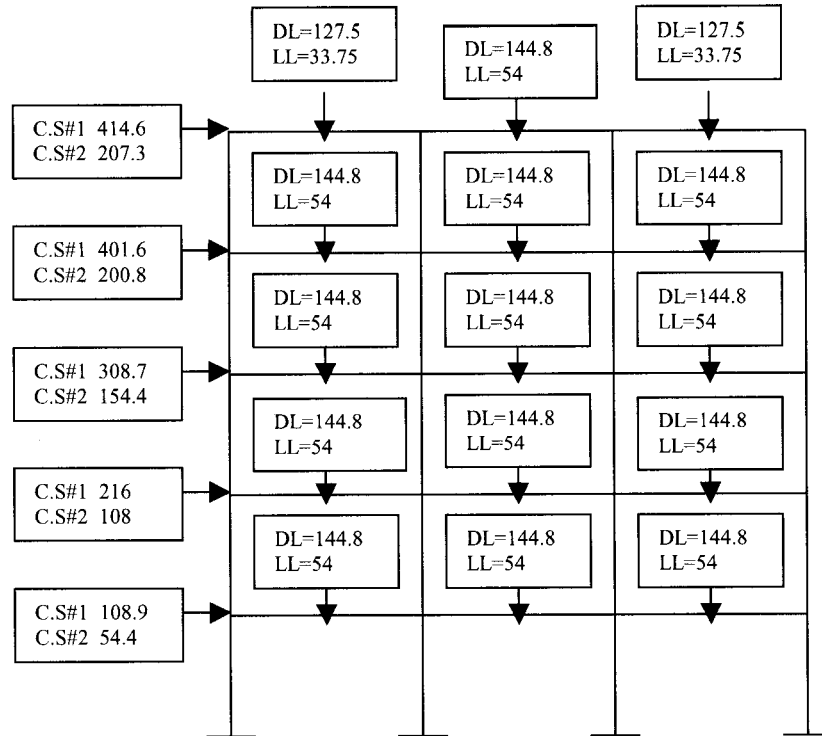 DL=127.5
LL=33.75
DL=144.8
LL=54
DL=127.5
LL=33.75
C.S#1 414.6
C.S#2 207.3
DL=144.8
LL=54
DL=144.8
LL=54
DL=144.8
LL=54
C.S#1 401.6
C.S#2 200.8
DL=144.8
LL=54
DL=144.8
LL=54
DL=144.8
LL=54
C.S#1 308.7
C.S#2 154.4
DL=144.8
LL=54
DL=144.8
LL=54
DL=144.8
LL=54
C.S#1 216
C.S#2 108
DL=144.8
LL=54
DL=144.8
LL=54
DL=144.8
LL=54
C.S#1 108.9
C.S#2 54.4